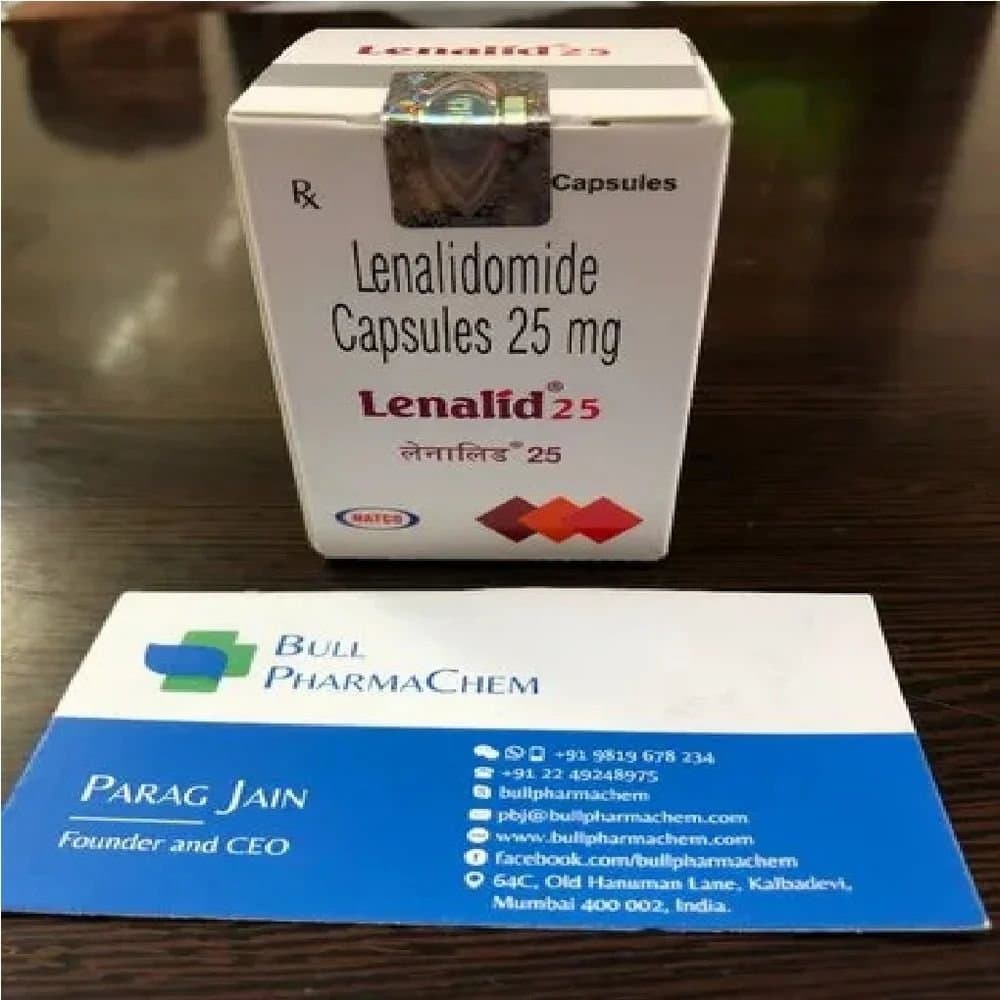 Lenalid 25
Rx
Capsules
Lenalidomide
Capsules 25 mg
Lenalid® 25
लेनालिड® 25
NATCO
BULL
PHARMACHEM
PARAG JAIN
Founder and CEO
+91 9819 678 234
+91 22 49248975
bullpharmachem
pbj@bullpharmachem.com
www.bullpharmachem.com
facebook.com/bullpharmachem
64C, Old Hanuman Lane, Kalbadevi,
Mumbai 400 002, India.